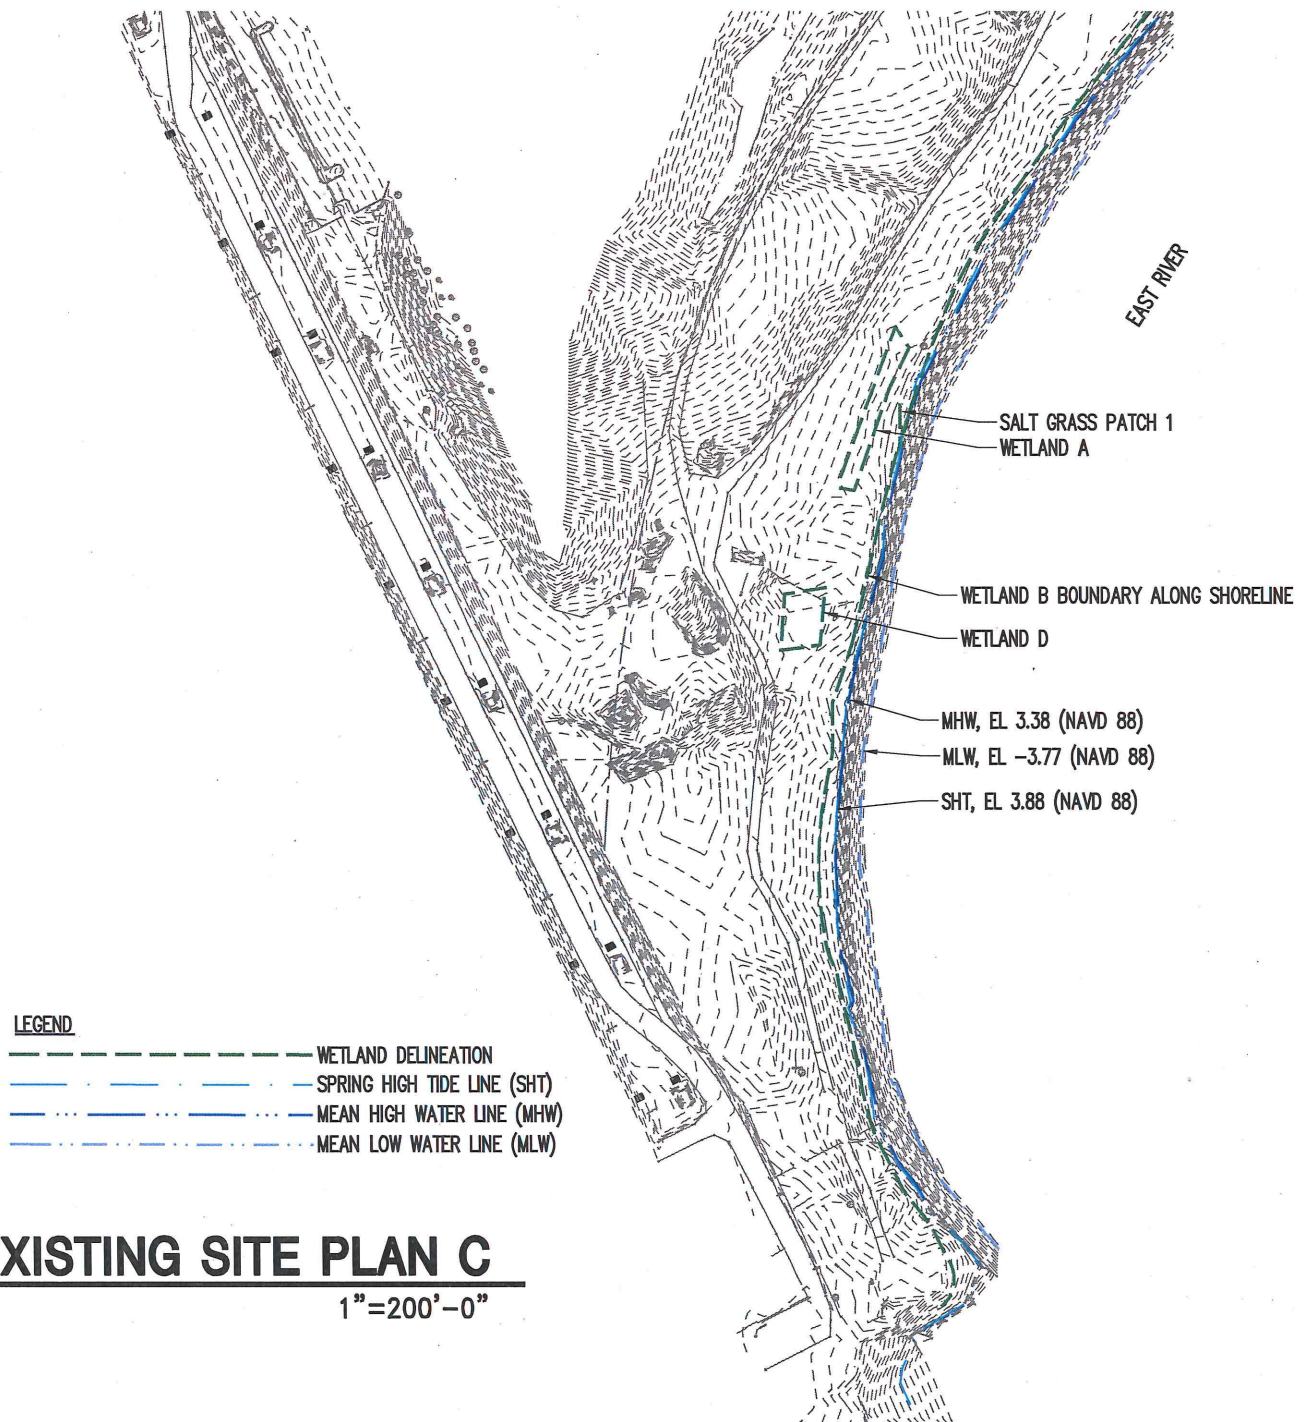 EAST RIVER
SALT GRASS PATCH 1
WETLAND A
WETLAND B BOUNDARY ALONG SHORELINE
WETLAND D
MHW, EL 3.38 (NAVD 88)
MLW, EL -3.77 (NAVD 88)
SHT, EL 3.88 (NAVD 88)
LEGEND
WETLAND DELINEATION
SPRING HIGH TIDE LINE (SHT)
MEAN HIGH WATER LINE (MHW)
MEAN LOW WATER LINE (MLW)
XISTING SITE PLAN C
1"=200'-0"